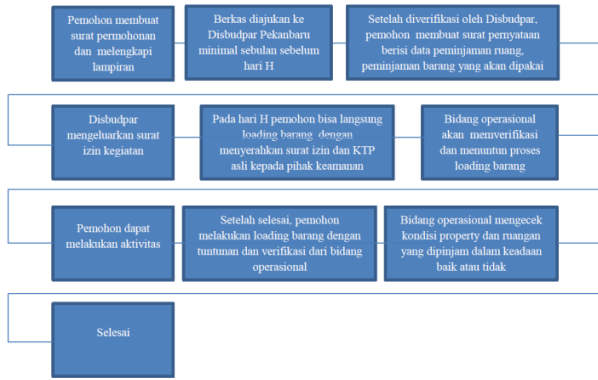 Pemohon membuat
surat permohonan
dan melengkapi
lampiran
Berkas diajukan ke
Disbudpar Pekanbaru
minimal sebulan sebelum
hari H
Setelah diverifikasi oleh Disbudpar,
pemohon membuat surat pernyataan
berisi data peminjaman ruang,
peminjaman barang yang akan dipakai
Disbudpar
mengeluarkan surat
izin kegiatan
Pada hari H pemohon bisa langsung
loading barang dengan
menyerahkan surat izin dan KTP
asli kepada pihak keamanan
Bidang operasional
akan memverifikasi
dan menuntun proses
loading barang
Pemohon dapat
melakukan aktivitas
Setelah selesai, pemohon
melakukan loading barang dengan
tuntunan dan verifikasi dari bidang
operasional
Bidang operasional mengecek
kondisi property dan ruangan
yang dipinjam dalam keadaan
baik atau tidak
Selesai